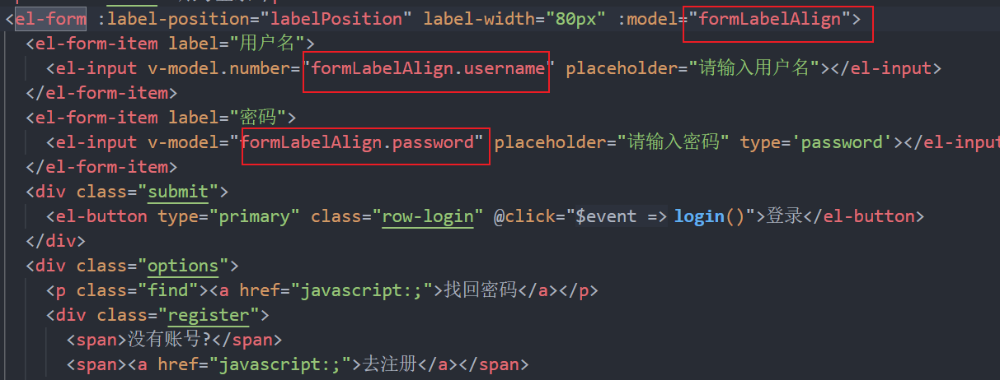 <el-form :label-position="labelPosition" label-width="80px" :model="formLabelAlign">
<el-form-item label="用户名">
<el-input v-model.number="formLabelAlign.username" placeholder="请输入用户名"></el-input>
</el-form-item>
<el-form-item label="密码">
<el-input v-model="formLabelAlign.password" placeholder="请输入密码" type='password'></el-input
</el-form-item>
<div class="submit">
<el-button type="primary" class="row-login" @click="$event => login()">登录</el-button>
</div>
<div class="options">
<p class="find"><a href="javascript:;">找回密码</a></p>
<div class="register">
<span>没有账号?</span>
<span><a href="javascript:;">去注册</a></span>